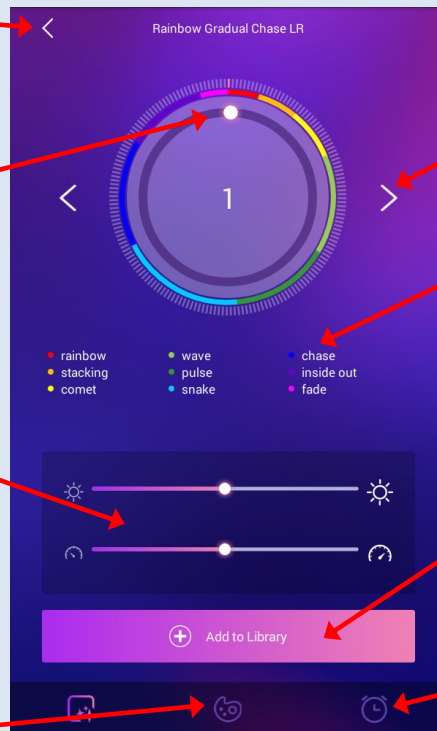 Rainbow Gradual Chase LR
1
rainbow
wave
chase
stacking
pulse
inside out
comet
snake
fade
Add to Library